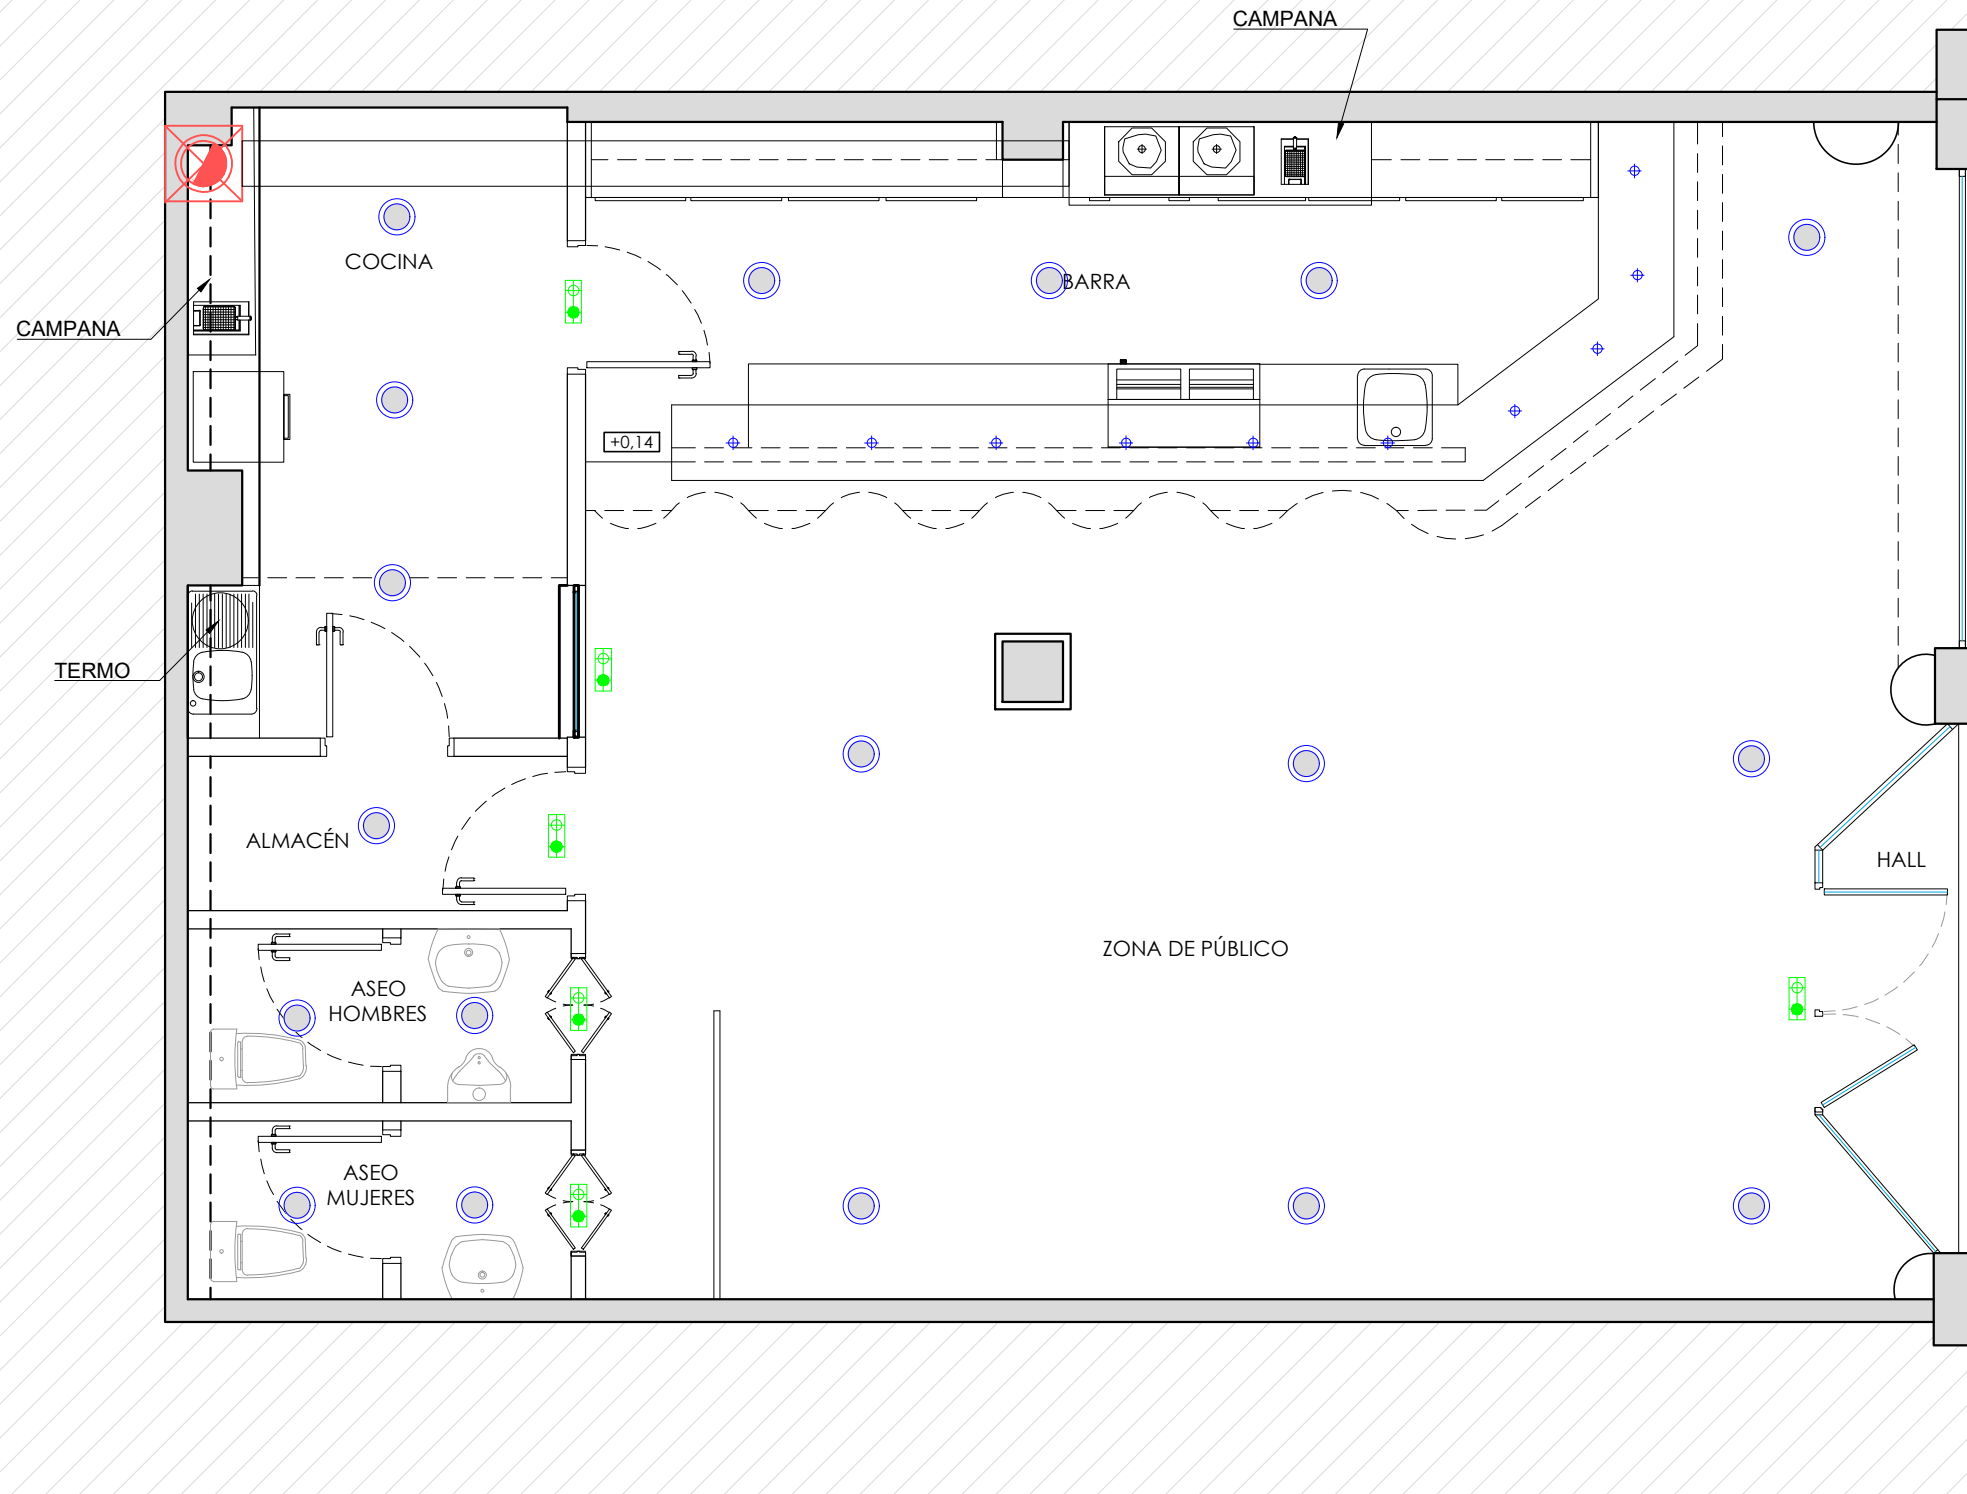 CAMPANA
COCINA
BARRA
CAMPANA
+0,14
TERMO
ALMACÉN
HALL
ZONA DE PÚBLICO
ASEO
HOMBRES
ASEO
MUJERES